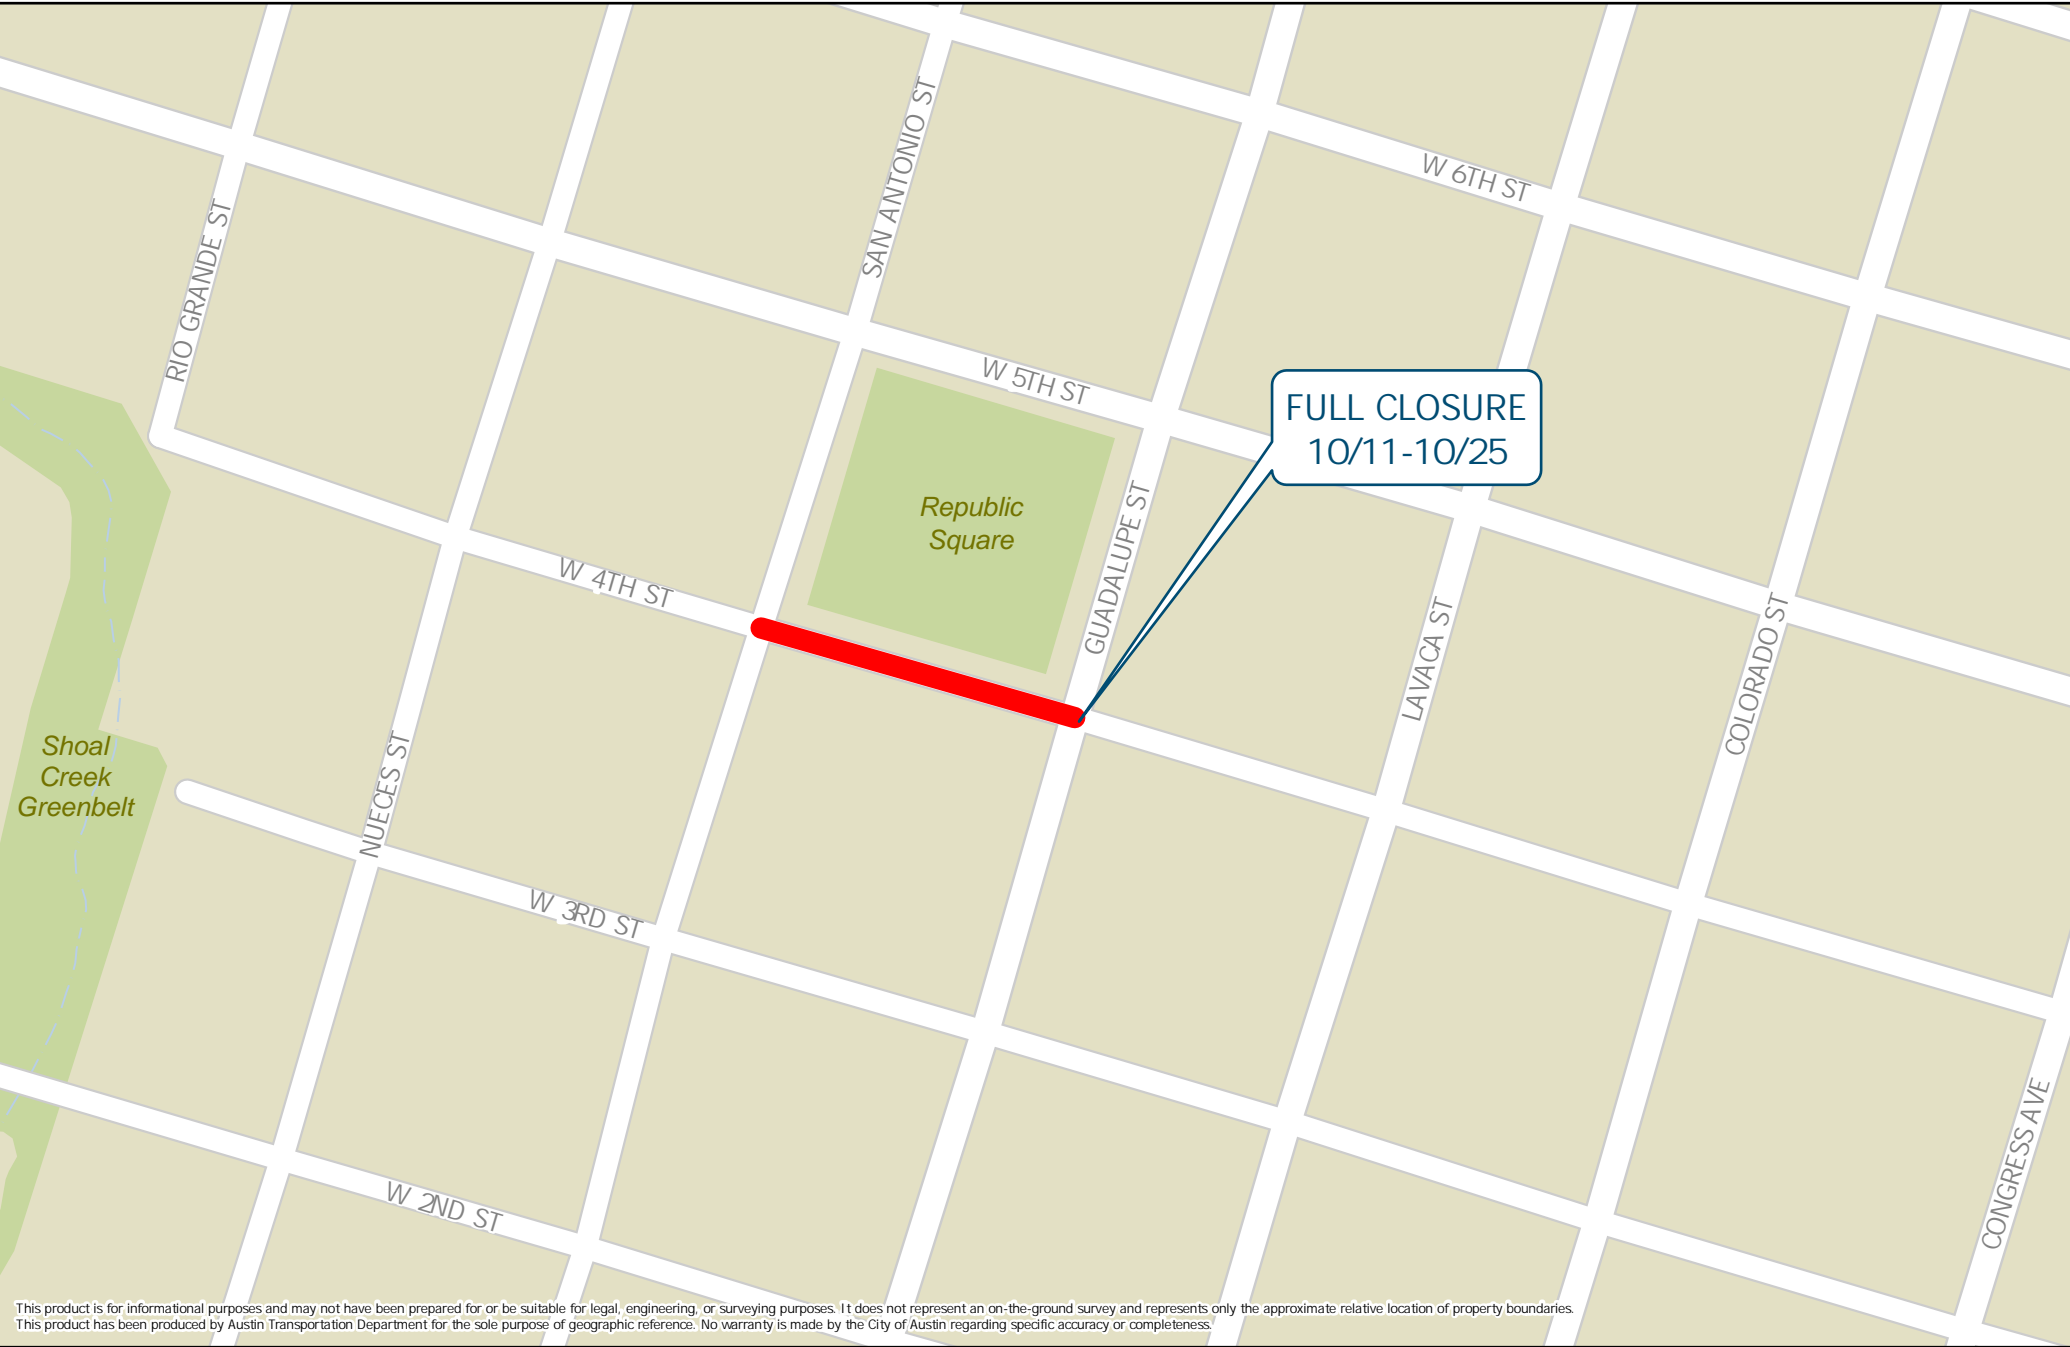 SAN ANTONIO ST
W 6TH ST
RIO GRANDE ST
W 5TH ST
FULL CLOSURE
10/11-10/25
Republic
Square
GUADALUPE ST
W 4TH ST
LAVACA ST
COLORADO ST
Shoal
Creek
Greenbelt
NUECES ST
W 3RD ST
CONGRESS AVE
W 2ND ST
This product is for informational purposes and may not have been prepared for or be suitable for legal, engineering, or surveying purposes. It does not represent an on-the-ground survey and represents only the approximate relative location of property boundaries.
This product has been produced by Austin Transportation Department for the sole purpose of geographic reference. No warranty is made by the City of Austin regarding specific accuracy or completeness.